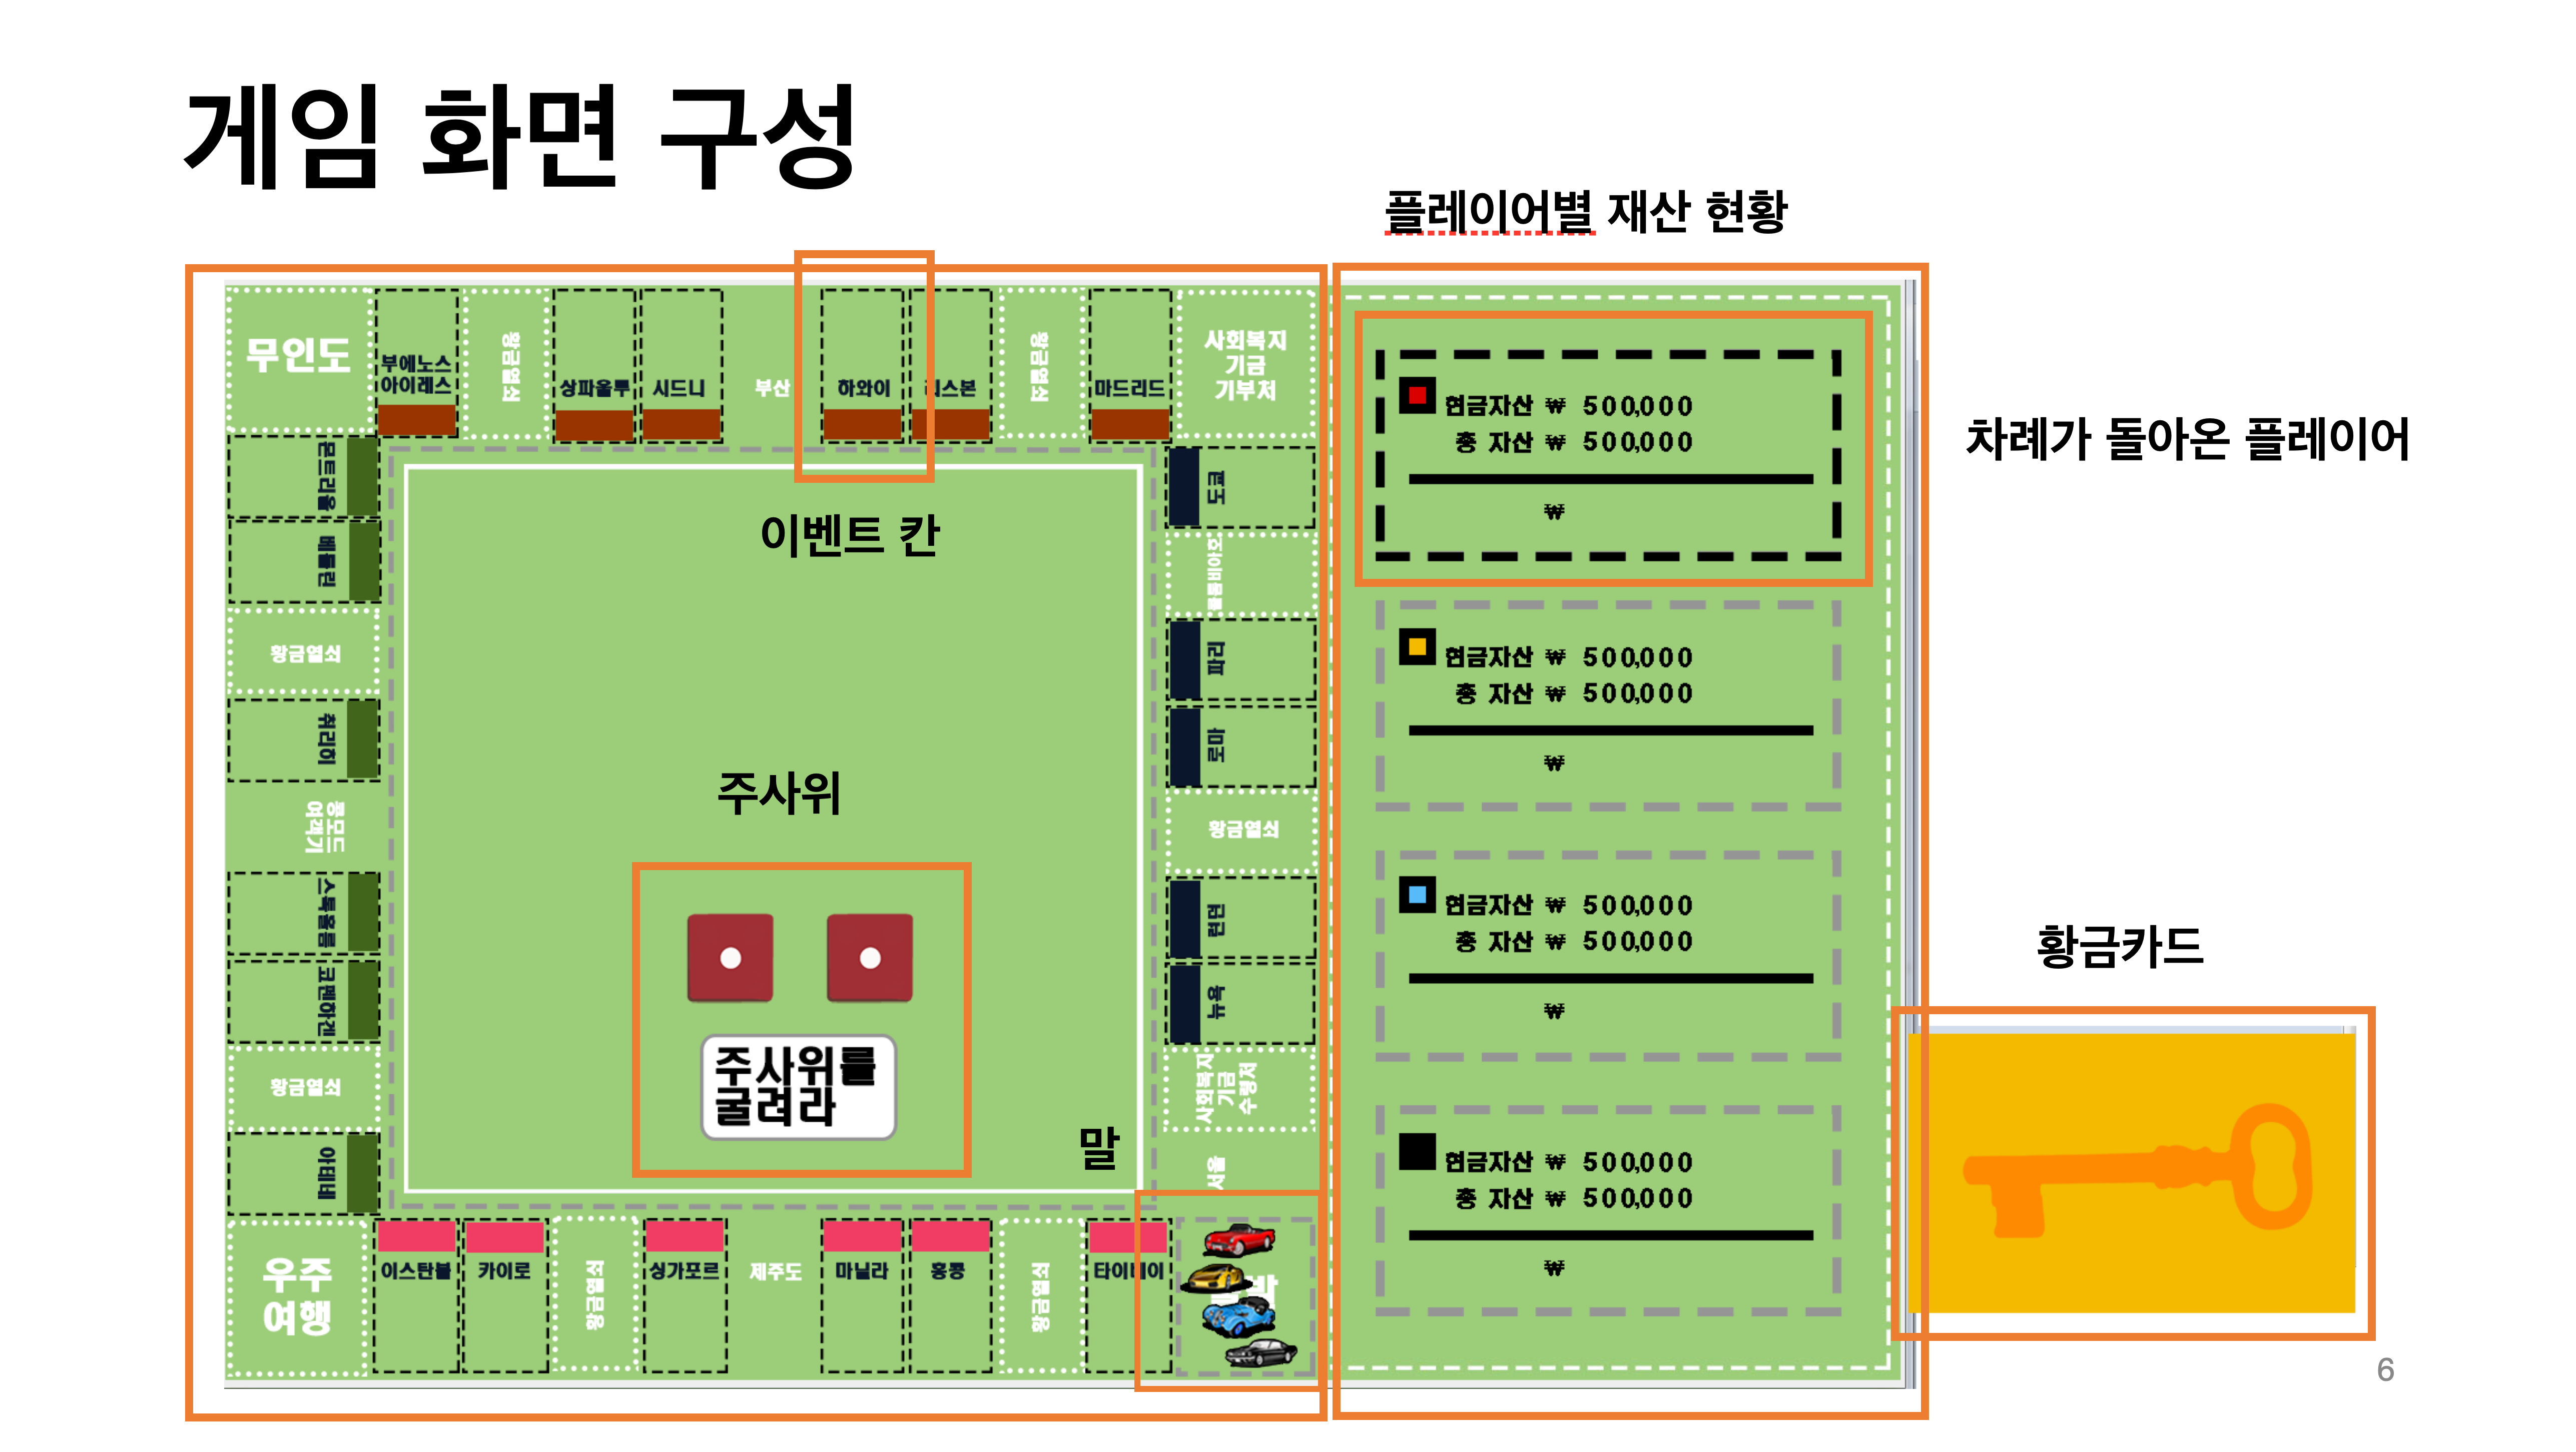 게임 화면 구성
플레이어별 재산 현황
무인도
부에노스
아이레스
황금열쇠
상파울루
시드니
부산
하와이
리스본
황금열쇠
마드리드
사회복지
기금
기부처
몬트리올
베를린
황금열쇠
취리히
콩코드
여객기
스톡홀름
코펜하겐
황금열쇠
아테네
도쿄
콜롬비아호
파리
로마
황금열쇠
런던
뉴욕
사회복지
기금
수령처
서울
이벤트 칸
주사위
주사위를
굴려라
말
우주
여행
이스탄불
카이로
황금열쇠
싱가포르
제주도
마닐라
홍콩
황금열쇠
타이베이
현금자산 ₩ 500,000
총 자산 ₩ 500,000
₩
현금자산 ₩ 500,000
총 자산 ₩ 500,000
₩
현금자산 ₩ 500,000
총 자산 ₩ 500,000
₩
현금자산 ₩ 500,000
총 자산 ₩ 500,000
₩
차례가 돌아온 플레이어
황금카드
6